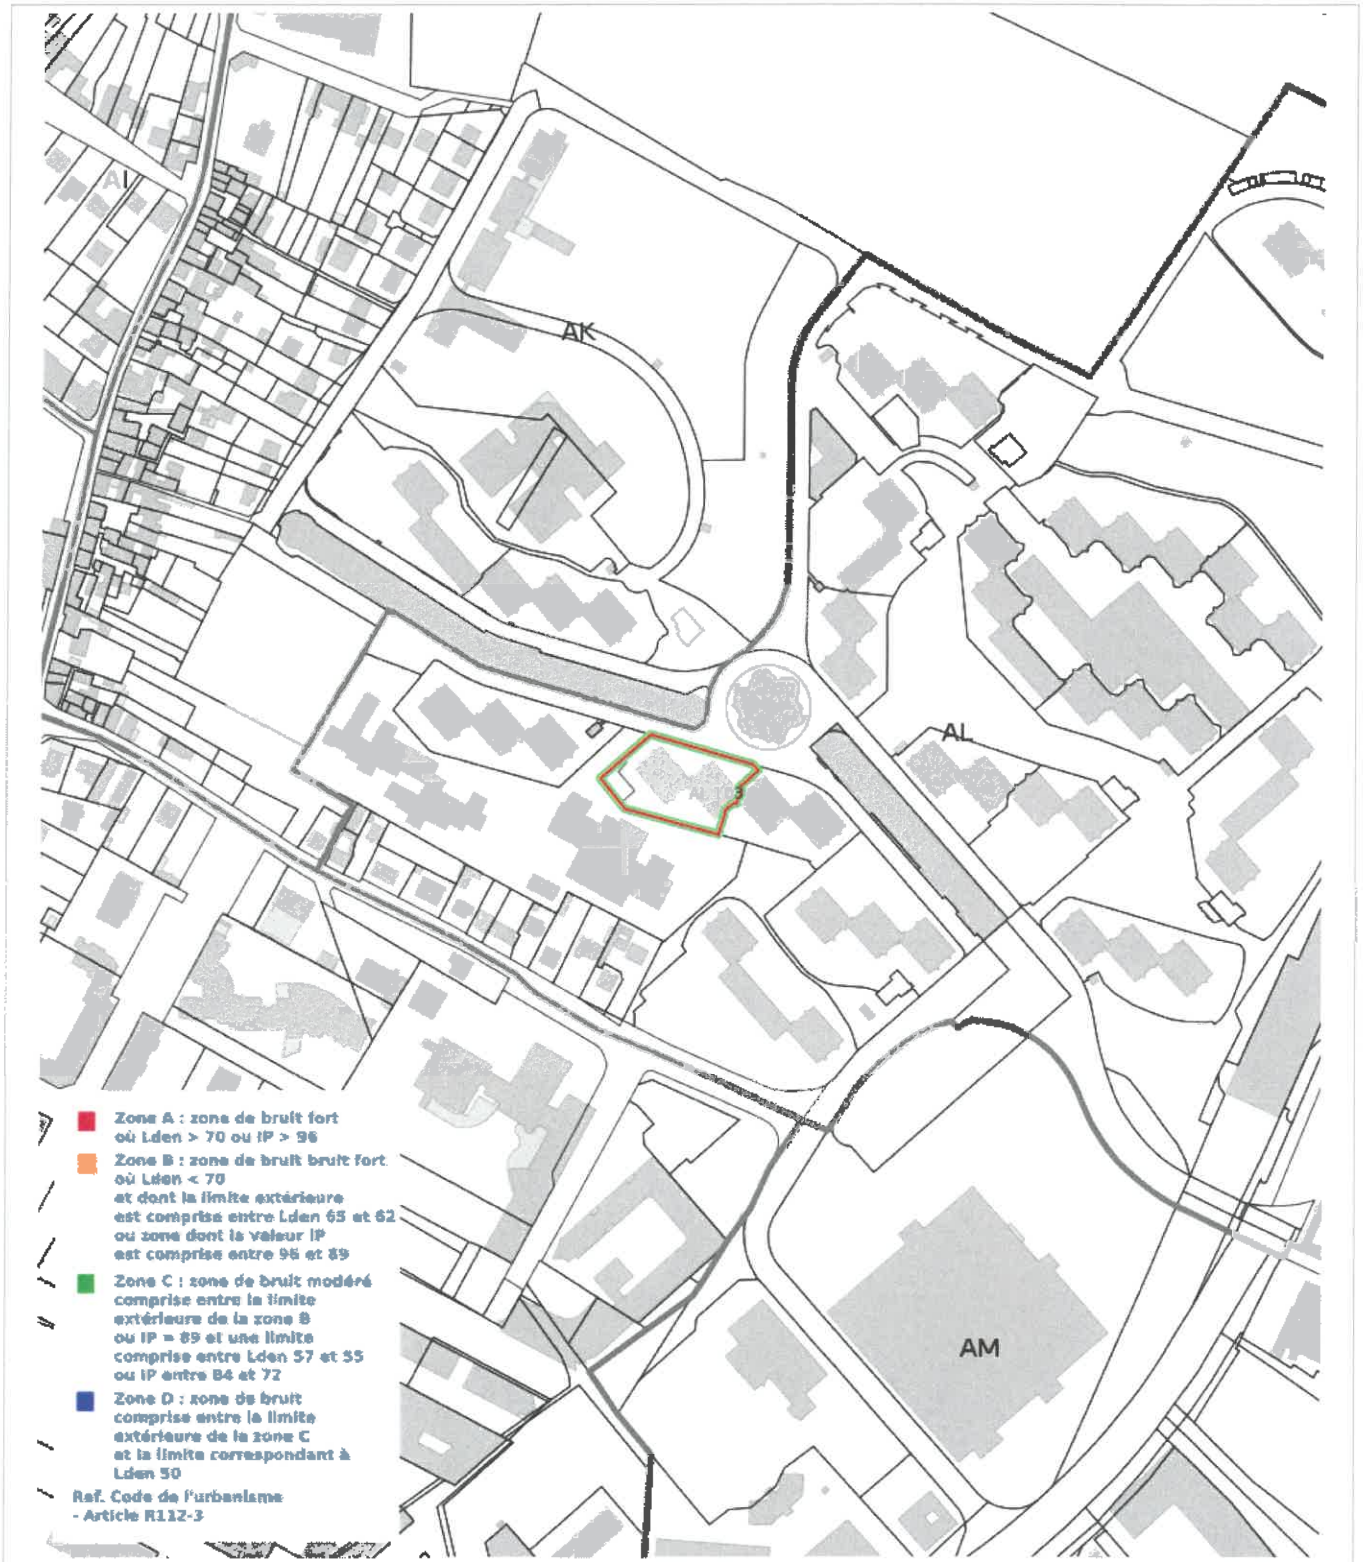 AI
AK
AL
AM
Zone A : zone de bruit fort
où Lden > 70 ou IP > 96
Zone B : zone de bruit bruit fort
où Lden < 70
et dont la limite extérieure
est comprise entre Lden 65 et 62
ou zone dont la valeur IP
est comprise entre 96 et 89
Zone C : zone de bruit modéré
comprise entre la limite
extérieure de la zone B
ou IP = 89 et une limite
comprise entre Lden 57 et 55
ou IP entre 84 et 72
Zone D : zone de bruit
comprise entre la limite
extérieure de la zone C
et la limite correspondant à
Lden 50
Ref. Code de l'urbanisme
- Article R112-3